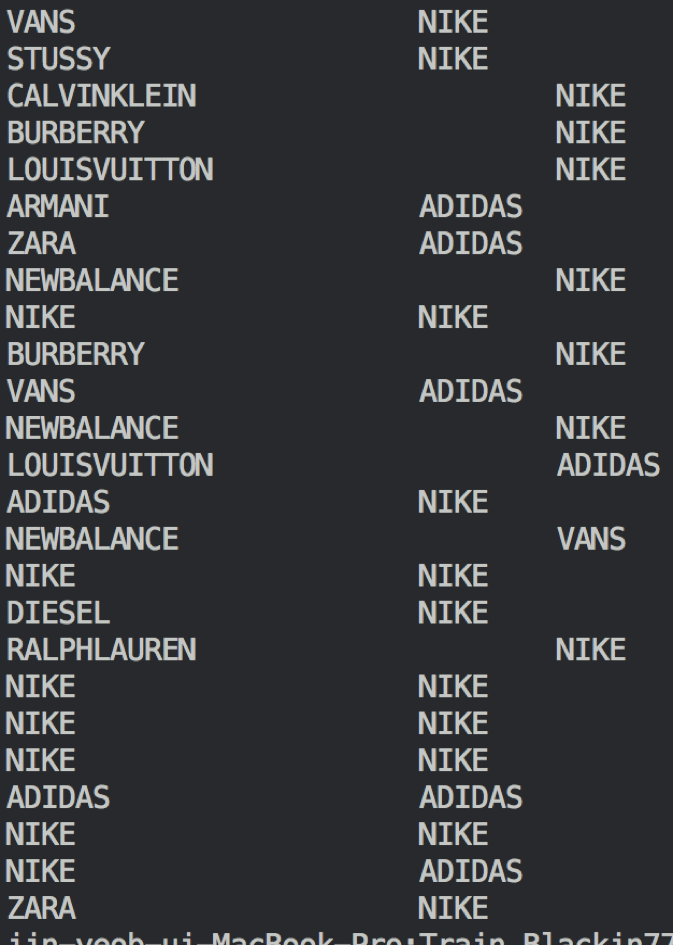 VANS NIKE
STUSSY NIKE
CALVINKLEIN NIKE
BURBERRY NIKE
LOUISVUITTON NIKE
ARMANI ADIDAS
ZARA ADIDAS
NEWBALANCE NIKE
NIKE NIKE
BURBERRY NIKE
VANS ADIDAS
NEWBALANCE NIKE
LOUISVUITTON ADIDAS
ADIDAS NIKE
NEWBALANCE VANS
NIKE NIKE
DIESEL NIKE
RALPHLAUREN NIKE
NIKE NIKE
NIKE NIKE
NIKE NIKE
ADIDAS ADIDAS
NIKE NIKE
NIKE ADIDAS
ZARA NIKE
jin-yeob-ui-MacBook-Pro:Train Blackin77